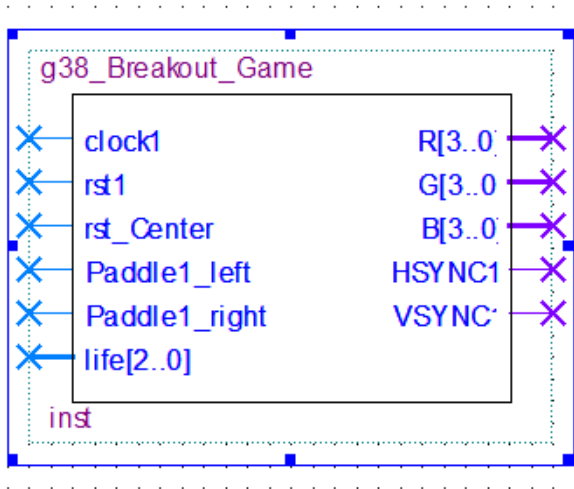 g38_Breakout_Game
clock1 R[3..0]
rst1 G[3..0
rst_Center B[3..0]
Paddle1_left HSYNC1
Paddle1_right VSYNC1
life[2..0]
inst